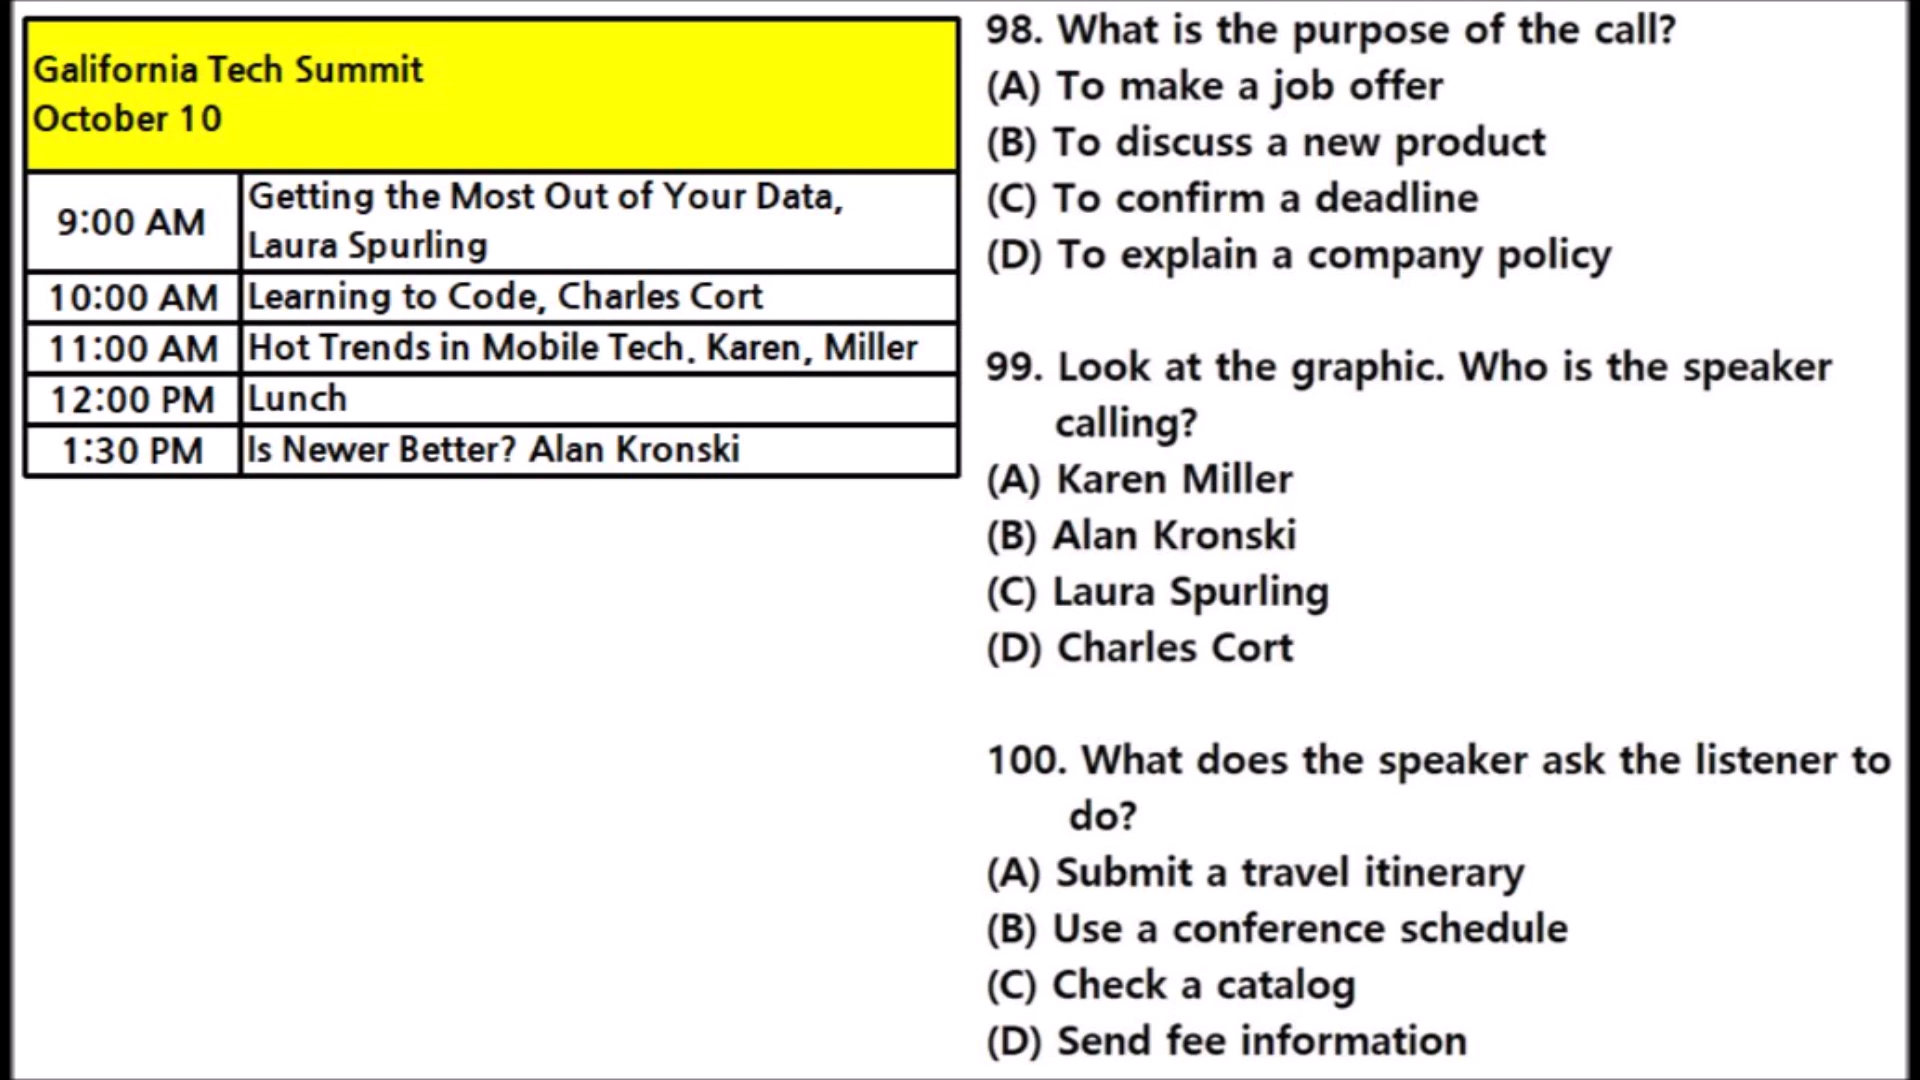 Galifornia Tech Summit
October 10
9:00 AM
Getting the Most Out of Your Data,
Laura Spurling
10:00 AM
Learning to Code, Charles Cort
11:00 AM
Hot Trends in Mobile Tech. Karen, Miller
12:00 PM
Lunch
1:30 PM
Is Newer Better? Alan Kronski
98. What is the purpose of the call?
(A) To make a job offer
(B) To discuss a new product
(C) To confirm a deadline
(D) To explain a company policy
99. Look at the graphic. Who is the speaker
calling?
(A) Karen Miller
(B) Alan Kronski
(C) Laura Spurling
(D) Charles Cort
100. What does the speaker ask the listener to
do?
(A) Submit a travel itinerary
(B) Use a conference schedule
(C) Check a catalog
(D) Send fee information